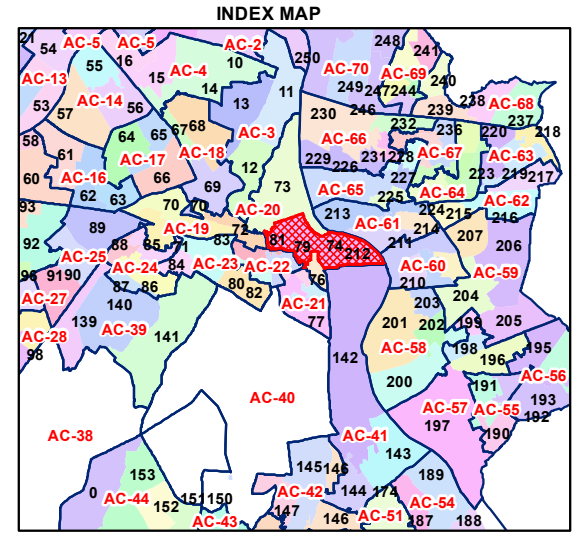 INDEX MAP
21 54 AC-5 AC-5 AC-2 248 241
55 16 10 250 AC-70 AC-69
AC-13 15 AC-4 14 11 249 247 244 240
53 57 AC-14 56 13 246 239 238 AC-68
58 64 65 67 68 AC-3 230 232 236 220 237 218
61 AC-17 AC-18 AC-66 231 228 AC-67 AC-63
60 AC-16 66 12 229 226 227 223 219 217
62 63 69 73 AC-65 225 AC-64 AC-62
93 70 70 AC-20 213 224 215 216
92 89 AC-19 72 AC-61 214 207
88 85 71 83 81 79 74 212 211 206
AC-25 AC-24 84 AC-23 AC-22 76 AC-60 AC-59
96 91 90 87 86 80 82 210
AC-27 140 AC-21 203 204
139 AC-39 77 201 202 199 205
AC-28 141 142 AC-58 198 195
98 200 196 AC-56
191 193
AC-40 AC-57 AC-55 192
AC-38 AC-41 197 190
153 145 146 143 189
0 AC-44 151 150 AC-42 144 174 AC-54
152 AC-43 147 146 AC-51 187 188